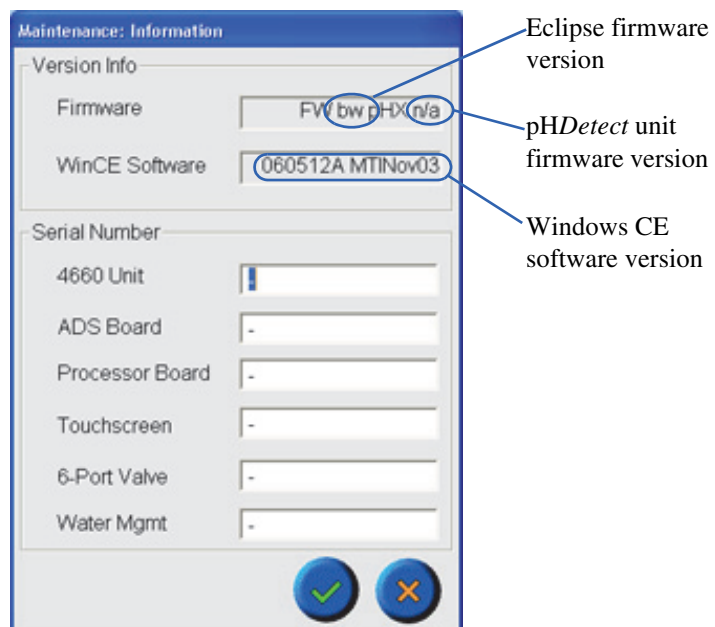 Maintenance: Information
Version Info
Firmware
FW bw pHX n/a
WinCE Software
060512A MTINov03
Serial Number
4660 Unit
-
ADS Board
-
Processor Board
-
Touchscreen
-
6-Port Valve
-
Water Mgmt
-
Eclipse firmware
version
pHDetect unit
firmware version
Windows CE
software version